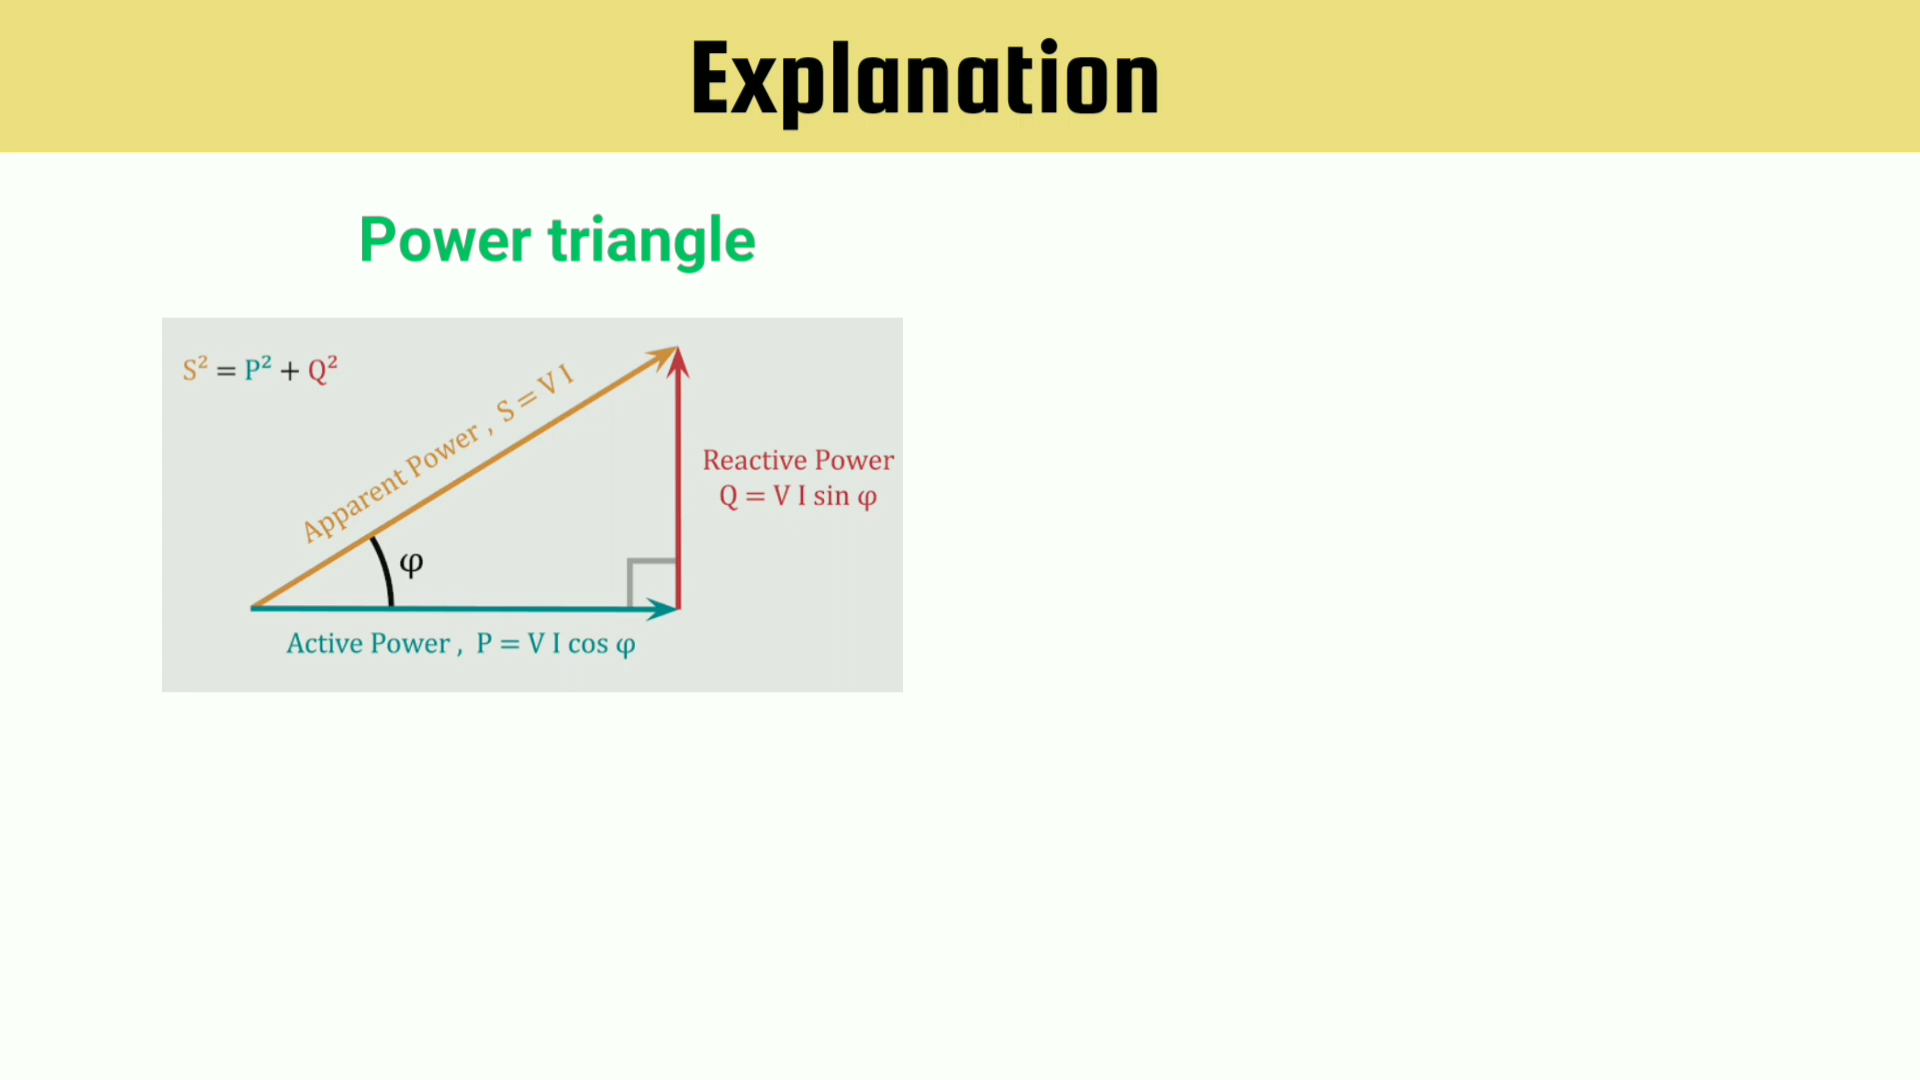 Explanation
Power triangle
S² = P² + Q²
Apparent Power , S = V I
Reactive Power
Q = V I sin φ
φ
Active Power , P = V I cos φ